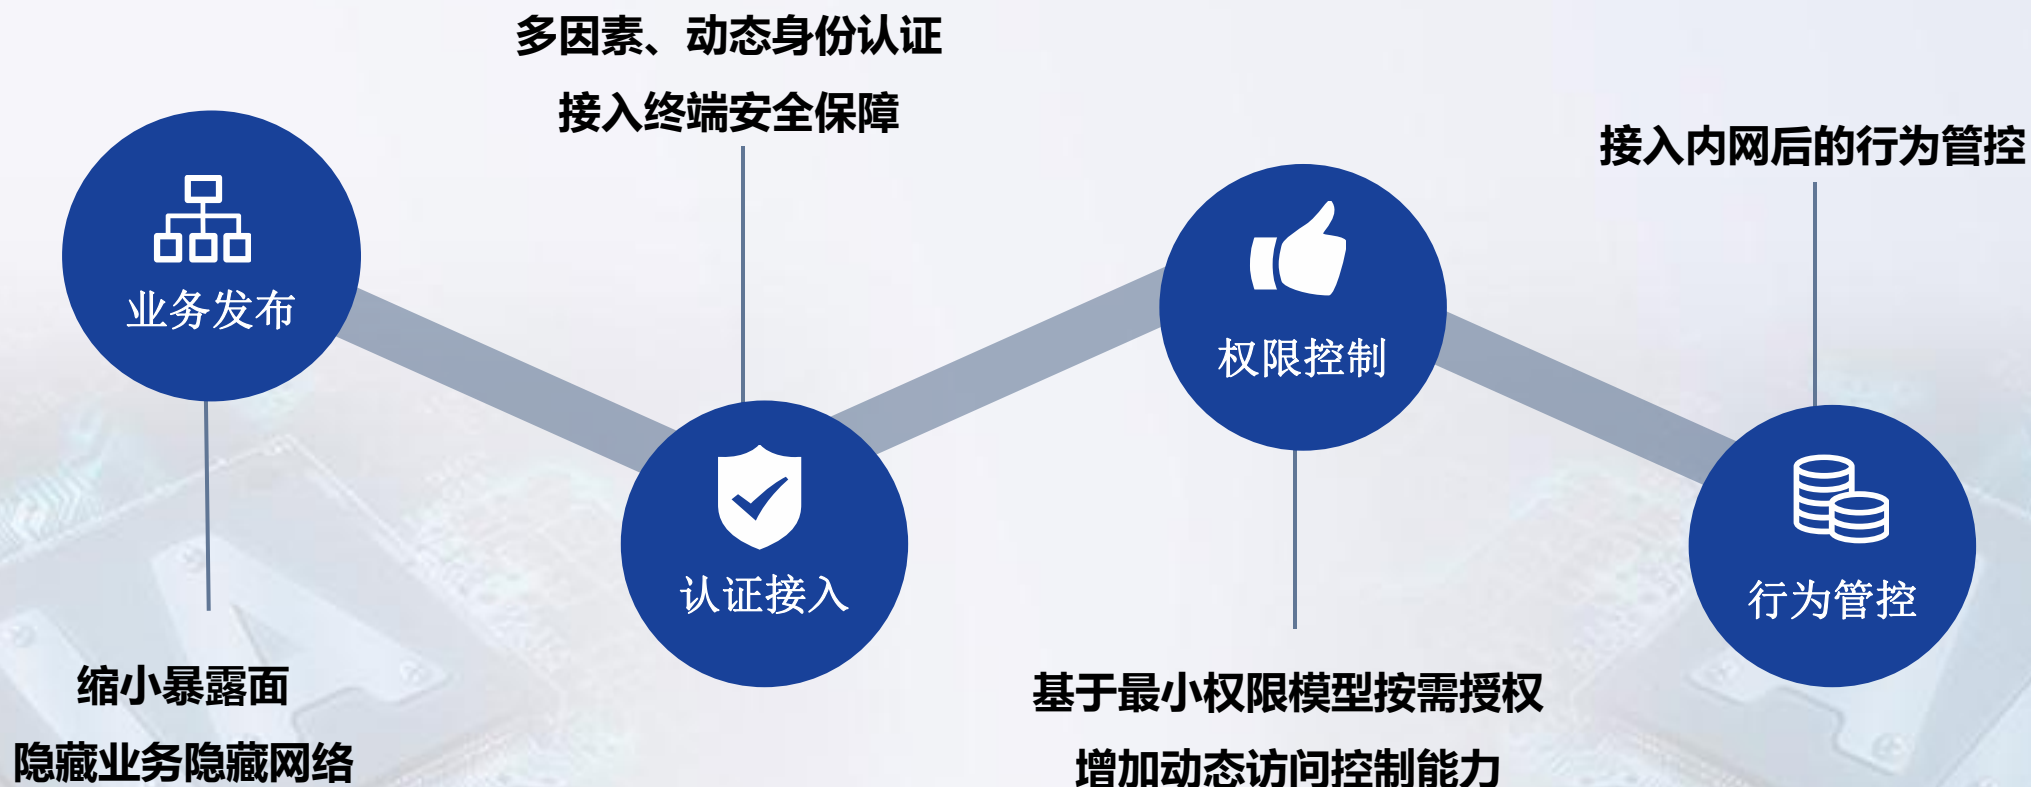 多因素、动态身份认证
接入终端安全保障
接入内网后的行为管控
业务发布
权限控制
认证接入
行为管控
缩小暴露面
隐藏业务隐藏网络
基于最小权限模型按需授权
增加动态访问控制能力